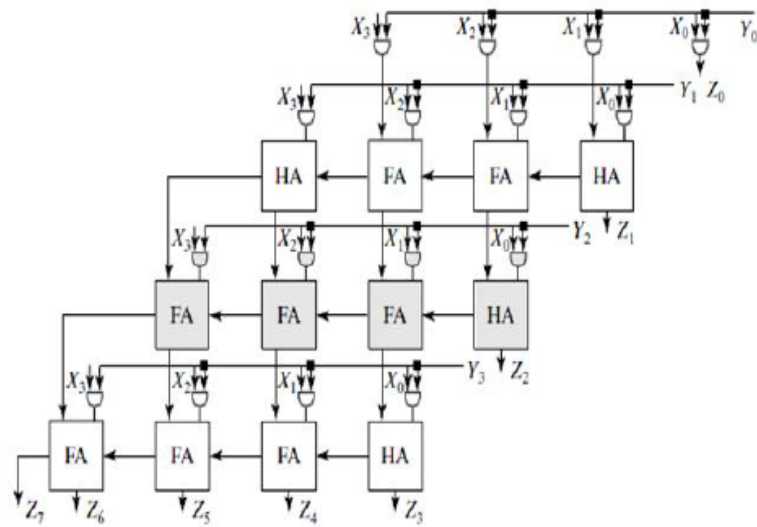 X3 X2 X1 X0 Y0
X3 X2 X1 X0 Y1 Z0
HA FA FA HA
X3 X2 X1 X0 Y2 Z1
FA FA FA HA
X3 X2 X1 X0 Y3 Z2
FA FA FA HA
Z7 Z6 Z5 Z4 Z3